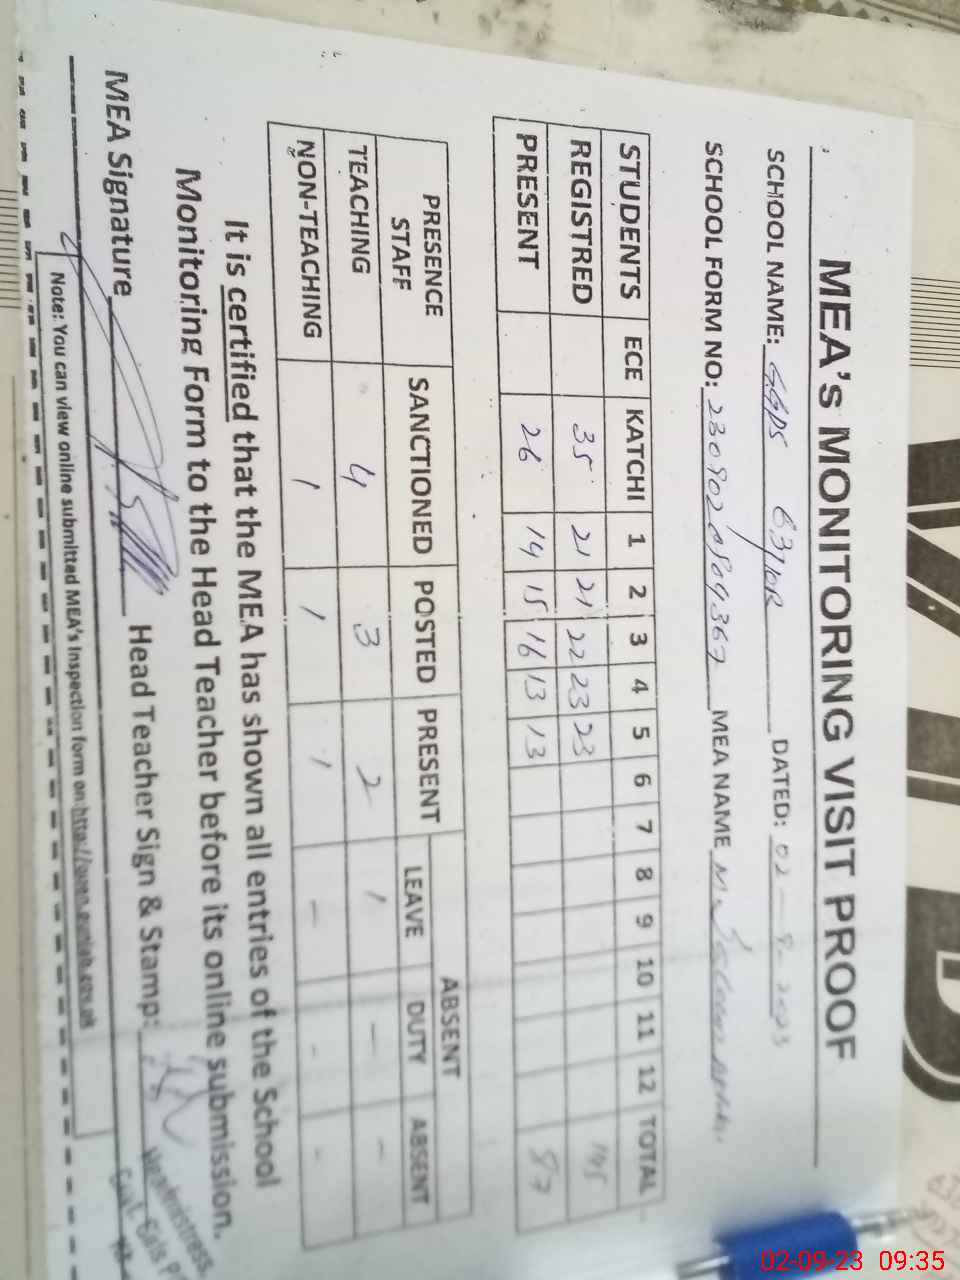 MEA's MONITORING VISIT PROOF
SCHOOL NAME: GGPS 63/10R DATED: 02-9-2023
SCHOOL FORM NO: MEA NAME
STUDENTS ECE KATCHI 1 2 3 4 5 6 7 8 9 10 11 12 TOTAL
REGISTRED 35 21 21 22 23 23 145
PRESENT 26 14 15 16 13 13 97
PRESENCE STAFF SANCTIONED POSTED PRESENT ABSENT
LEAVE DUTY ABSENT
TEACHING 4 3 2 1 - -
NON-TEACHING 1 1 1 - - -
It is certified that the MEA has shown all entries of the School
Monitoring Form to the Head Teacher before its online submission.
MEA Signature Head Teacher Sign & Stamp:
Headmistress
Govt. Girls P
Note: You can view online submitted MEA's Inspection form on:
02-09-23 09:35